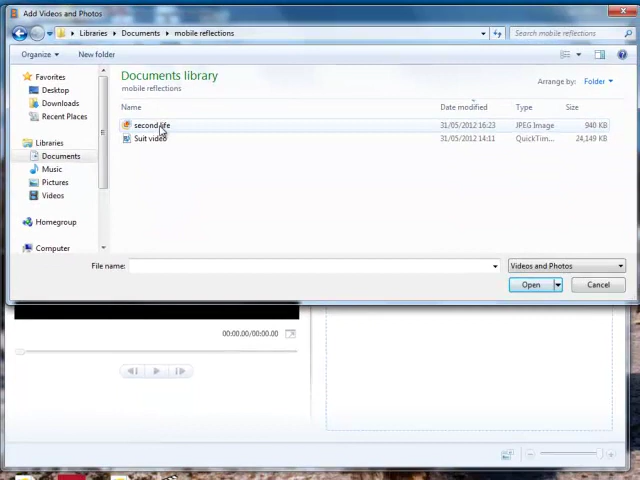 Add Videos and Photos
Libraries Documents mobile reflections
Search mobile reflections
Organize New folder
Favorites
Desktop
Downloads
Recent Places
Libraries
Documents
Music
Pictures
Videos
Homegroup
Computer
Documents library
mobile reflections
Arrange by: Folder
Name Date modified Type Size
second life 31/05/2012 16:23 JPEG Image 940 KB
Suit video 31/05/2012 14:11 QuickTim... 24,149 KB
File name: Videos and Photos
Open Cancel
00:00.00/00:00.00